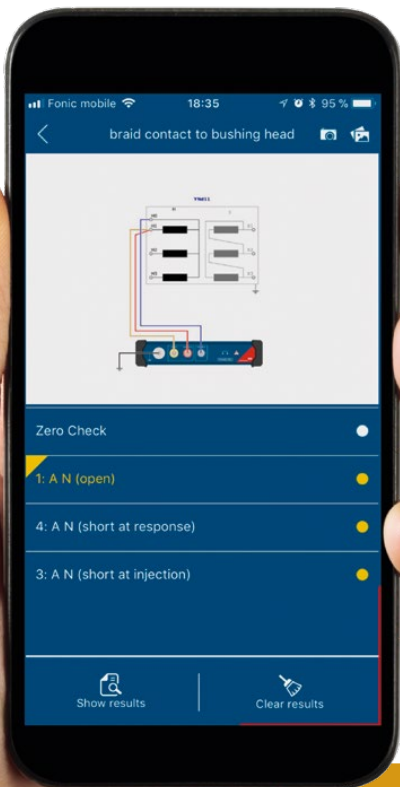 Fonic mobile 18:35 95 %
braid contact to bushing head
Zero Check
1: A N (open)
4: A N (short at response)
3: A N (short at injection)
Show results
Clear results